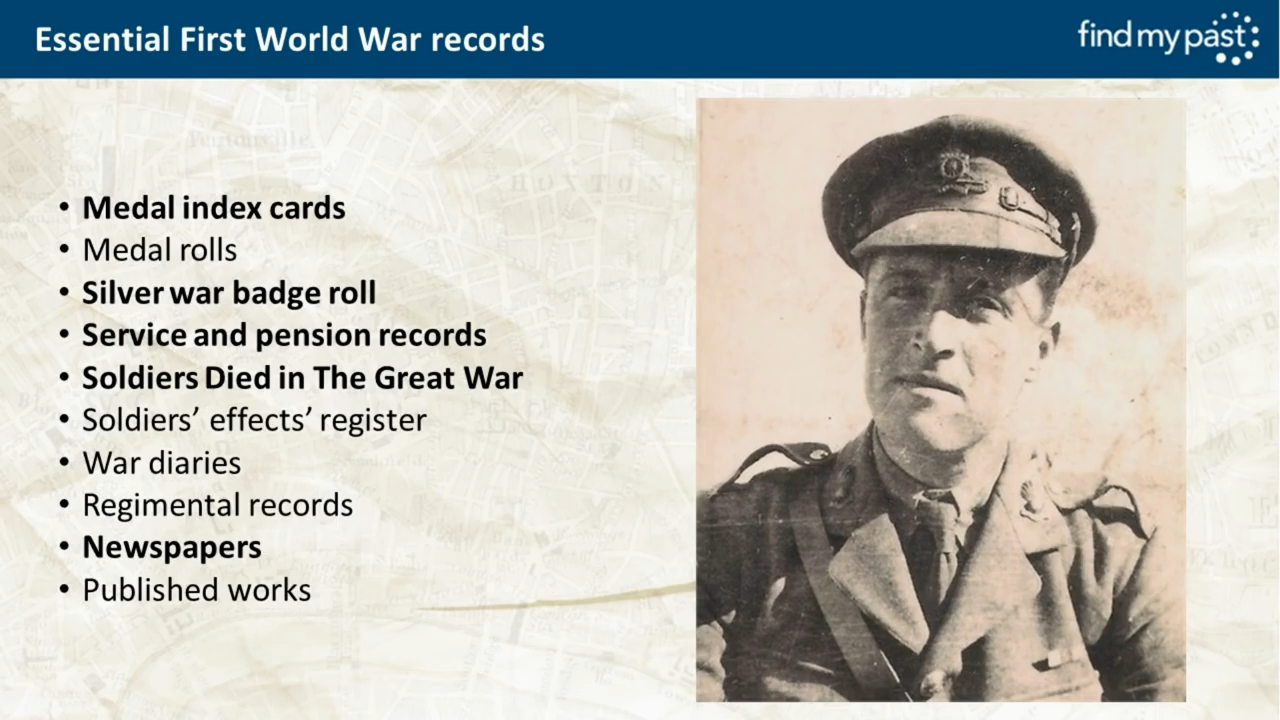 Essential First World War records
findmypast
• Medal index cards
• Medal rolls
• Silver war badge roll
• Service and pension records
• Soldiers Died in The Great War
• Soldiers’ effects’ register
• War diaries
• Regimental records
• Newspapers
• Published works
HOXTON